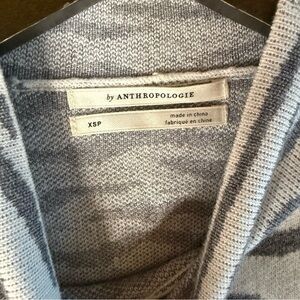 by ANTHROPOLOGIE
XSP
made in china
fabriqué en chine